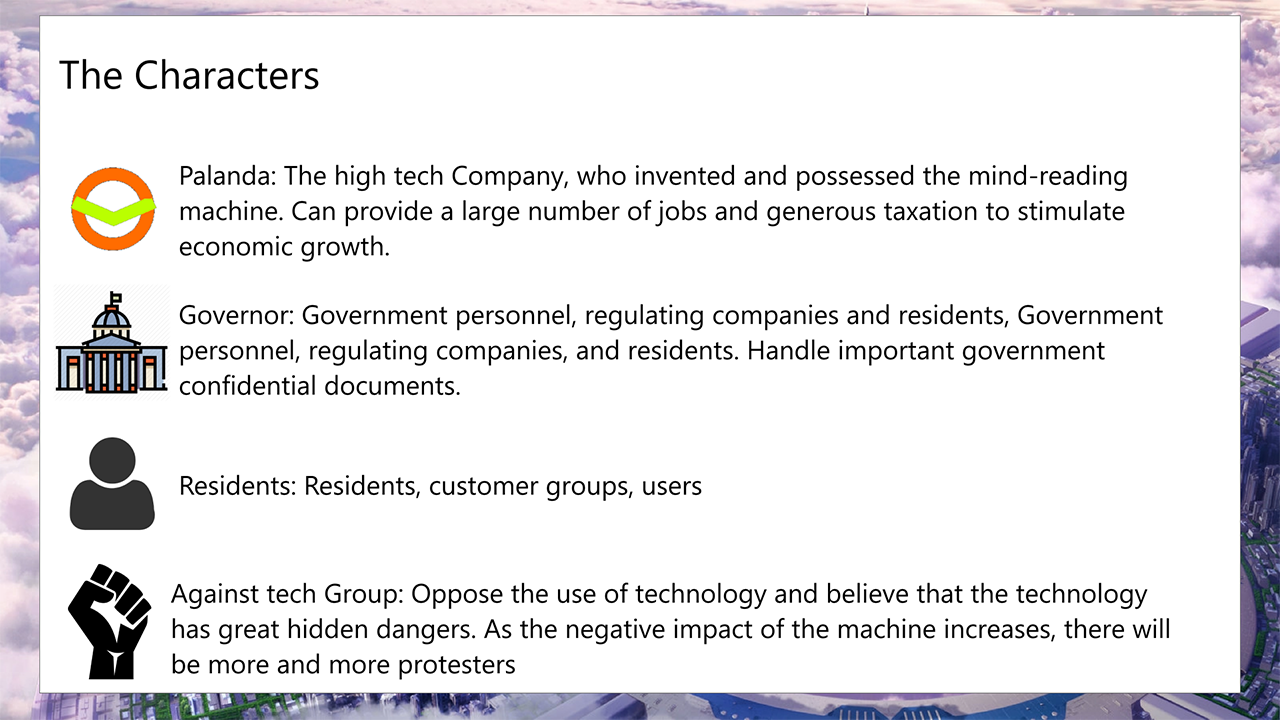 The Characters
Palanda: The high tech Company, who invented and possessed the mind-reading
machine. Can provide a large number of jobs and generous taxation to stimulate
economic growth.
Governor: Government personnel, regulating companies and residents, Government
personnel, regulating companies, and residents. Handle important government
confidential documents.
Residents: Residents, customer groups, users
Against tech Group: Oppose the use of technology and believe that the technology
has great hidden dangers. As the negative impact of the machine increases, there will
be more and more protesters